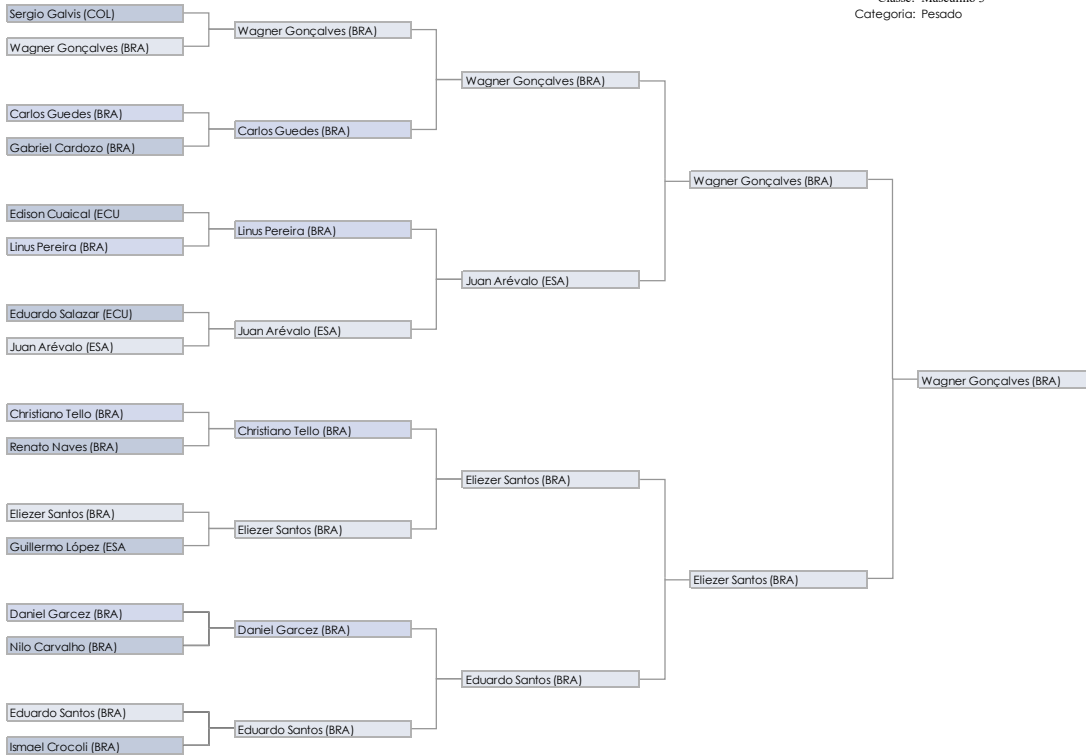 Classe: Masculino 3
Categoria: Pesado
Sergio Galvis (COL)
Wagner Gonçalves (BRA)
Wagner Gonçalves (BRA)
Wagner Gonçalves (BRA)
Carlos Guedes (BRA)
Carlos Guedes (BRA)
Gabriel Cardozo (BRA)
Wagner Gonçalves (BRA)
Edison Cuaical (ECU
Linus Pereira (BRA)
Linus Pereira (BRA)
Juan Arévalo (ESA)
Eduardo Salazar (ECU)
Juan Arévalo (ESA)
Juan Arévalo (ESA)
Wagner Gonçalves (BRA)
Christiano Tello (BRA)
Christiano Tello (BRA)
Renato Naves (BRA)
Eliezer Santos (BRA)
Eliezer Santos (BRA)
Eliezer Santos (BRA)
Guillermo López (ESA
Eliezer Santos (BRA)
Daniel Garcez (BRA)
Daniel Garcez (BRA)
Nilo Carvalho (BRA)
Eduardo Santos (BRA)
Eduardo Santos (BRA)
Eduardo Santos (BRA)
Ismael Crocoli (BRA)